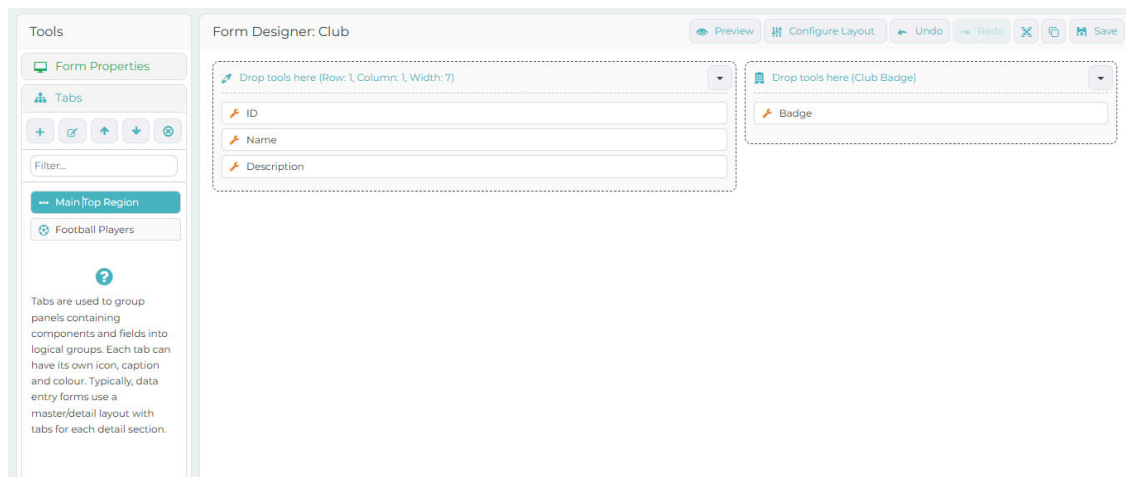 Tools
Form Properties
Tabs
Filter...
Main Top Region
Football Players
Tabs are used to group
panels containing
components and fields into
logical groups. Each tab can
have its own icon, caption
and colour. Typically, data
entry forms use a
master/detail layout with
tabs for each detail section.
Form Designer: Club
Preview
Configure Layout
Undo
Redo
Save
Drop tools here (Row: 1, Column: 1, Width: 7)
ID
Name
Description
Drop tools here (Club Badge)
Badge